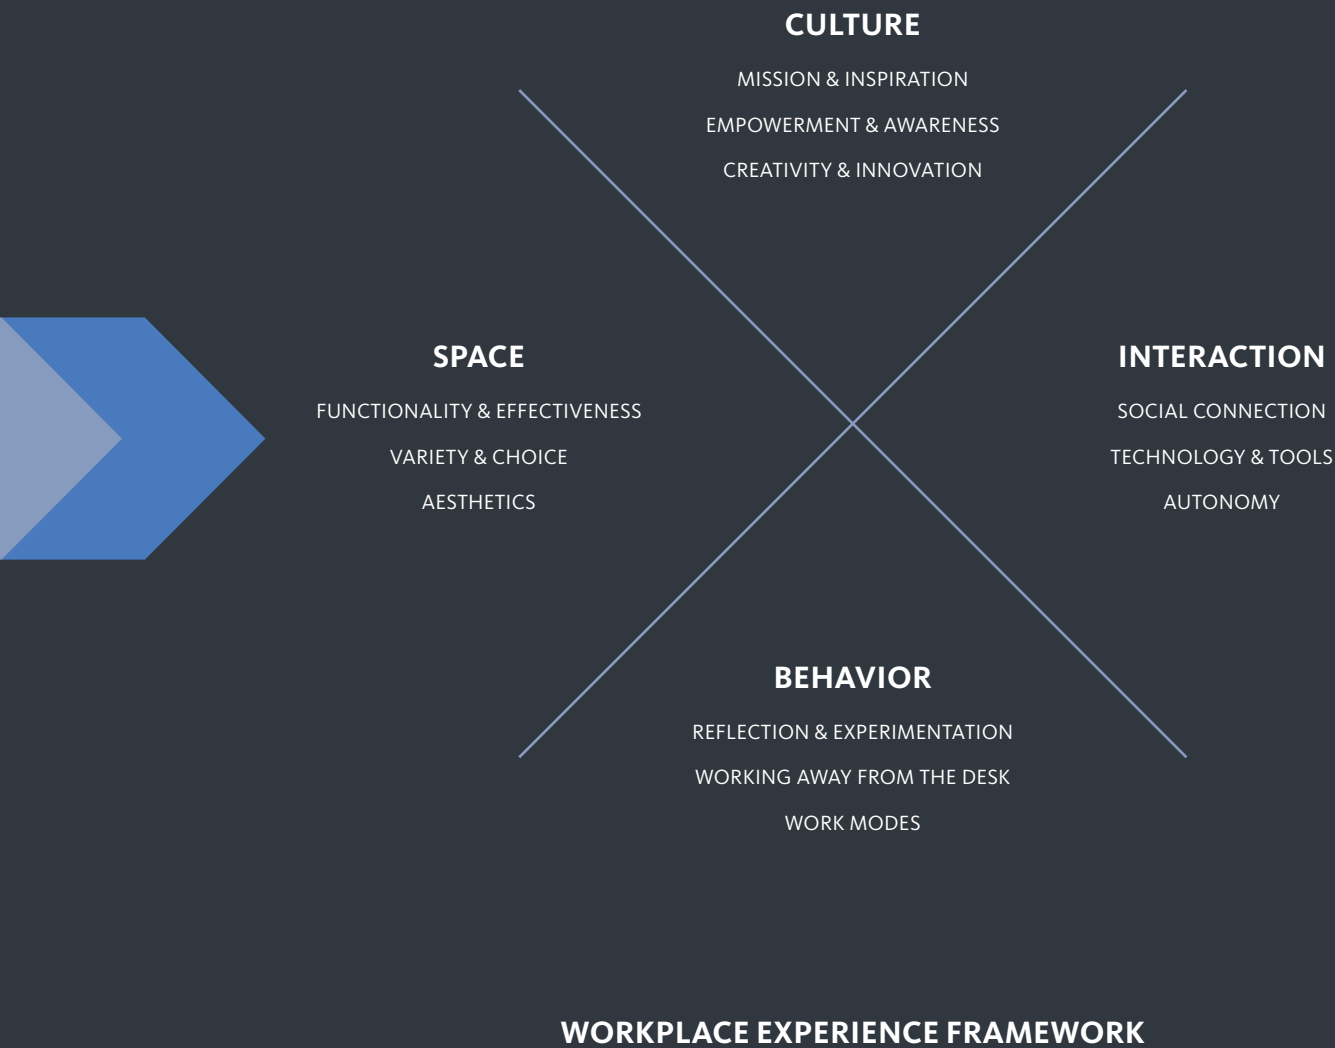 CULTURE
MISSION & INSPIRATION
EMPOWERMENT & AWARENESS
CREATIVITY & INNOVATION
SPACE
FUNCTIONALITY & EFFECTIVENESS
VARIETY & CHOICE
AESTHETICS
INTERACTION
SOCIAL CONNECTION
TECHNOLOGY & TOOLS
AUTONOMY
BEHAVIOR
REFLECTION & EXPERIMENTATION
WORKING AWAY FROM THE DESK
WORK MODES
WORKPLACE EXPERIENCE FRAMEWORK